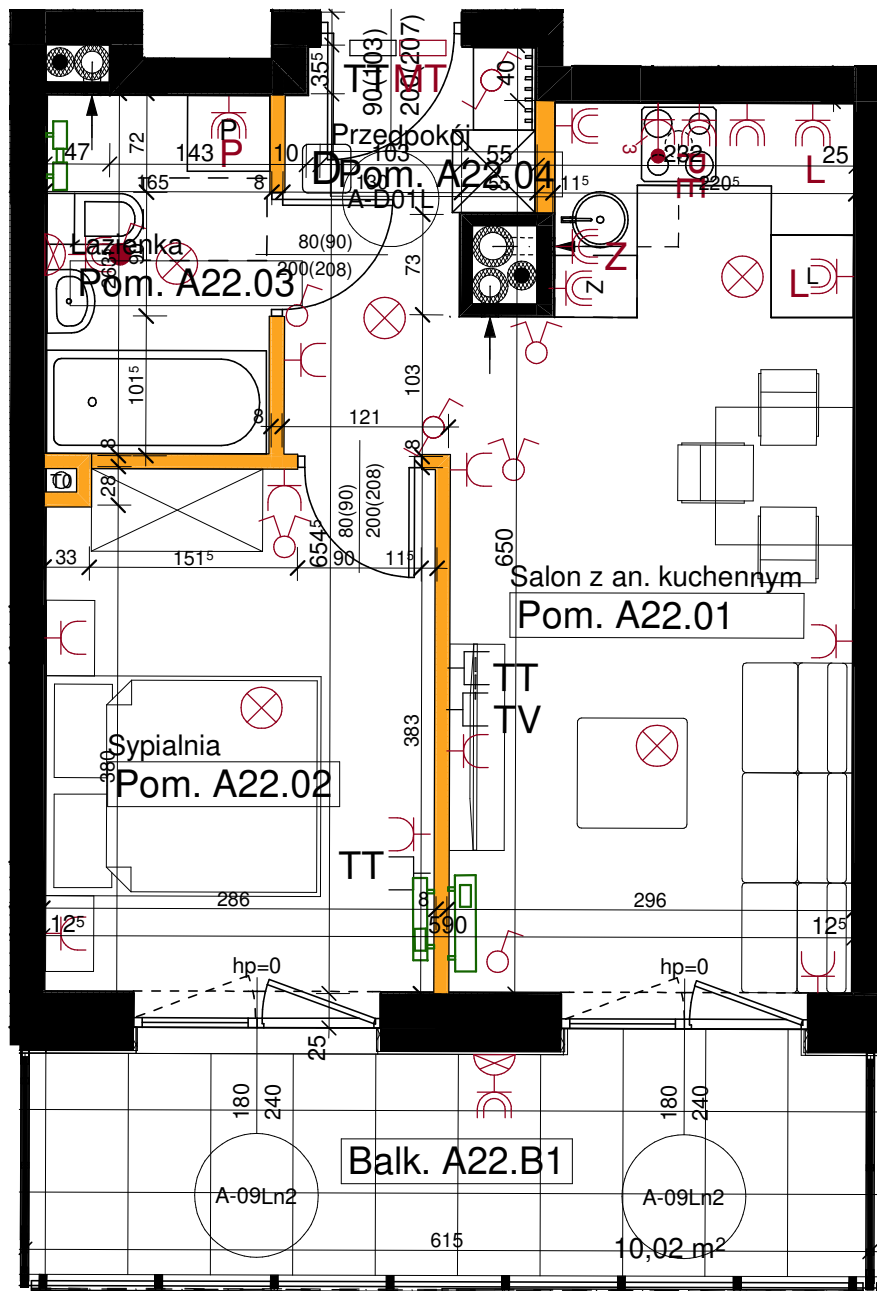 35⁵
TT MT
90(103)
200(207)
40
72
P
P
Przedpokój
D
Pom. A22.04
A-D01L
47
143
10
103
55
232
25
165
8
130
55
11⁵
220⁵
3
Pm
L
80(90)
200(208)
73
Łazienka
Pom. A22.03
Z
Z
L
L
101⁵
103
8
121
8
8
28
80(90)
200(208)
33
151⁵
654⁵
90
11⁵
650
Salon z an. kuchennym
Pom. A22.01
TT
TV
383
Sypialnia
380
Pom. A22.02
TT
286
8
296
12⁵
590
12⁵
hp=0
hp=0
25
180
240
180
240
Balk. A22.B1
A-09Ln2
A-09Ln2
615
10,02 m²